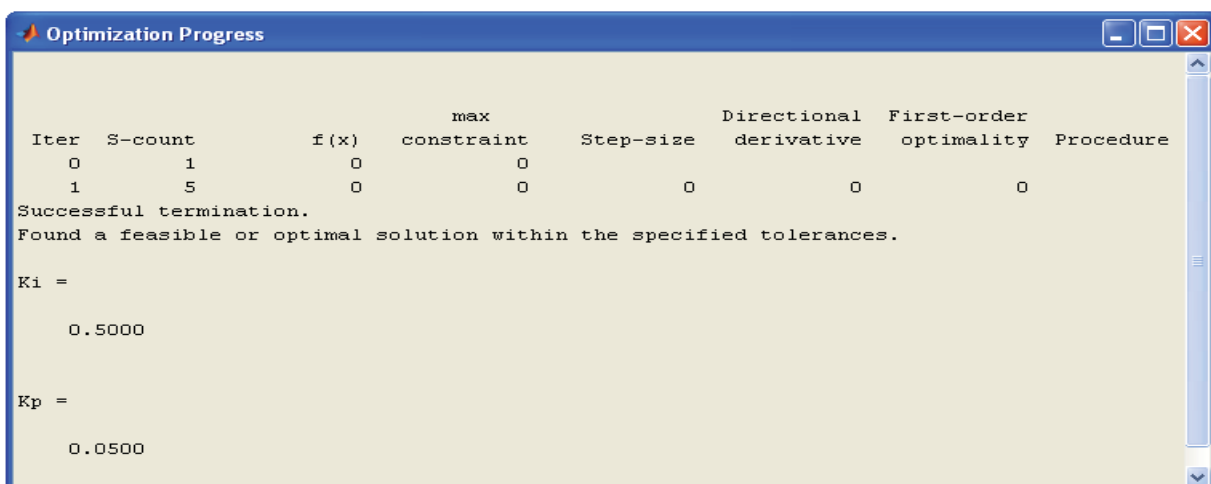 Optimization Progress
max Directional First-order
Iter S-count f(x) constraint Step-size derivative optimality Procedure
0 1 0 0
1 5 0 0 0 0 0
Successful termination.
Found a feasible or optimal solution within the specified tolerances.
Ki =
0.5000
Kp =
0.0500